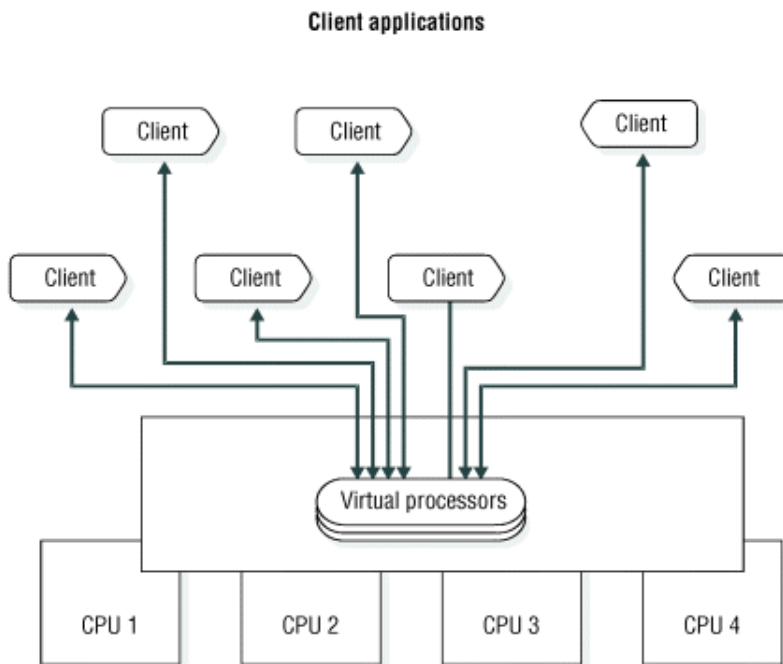 Client applications
Client
Client
Client
Client
Client
Client
Client
Virtual processors
CPU 1
CPU 2
CPU 3
CPU 4